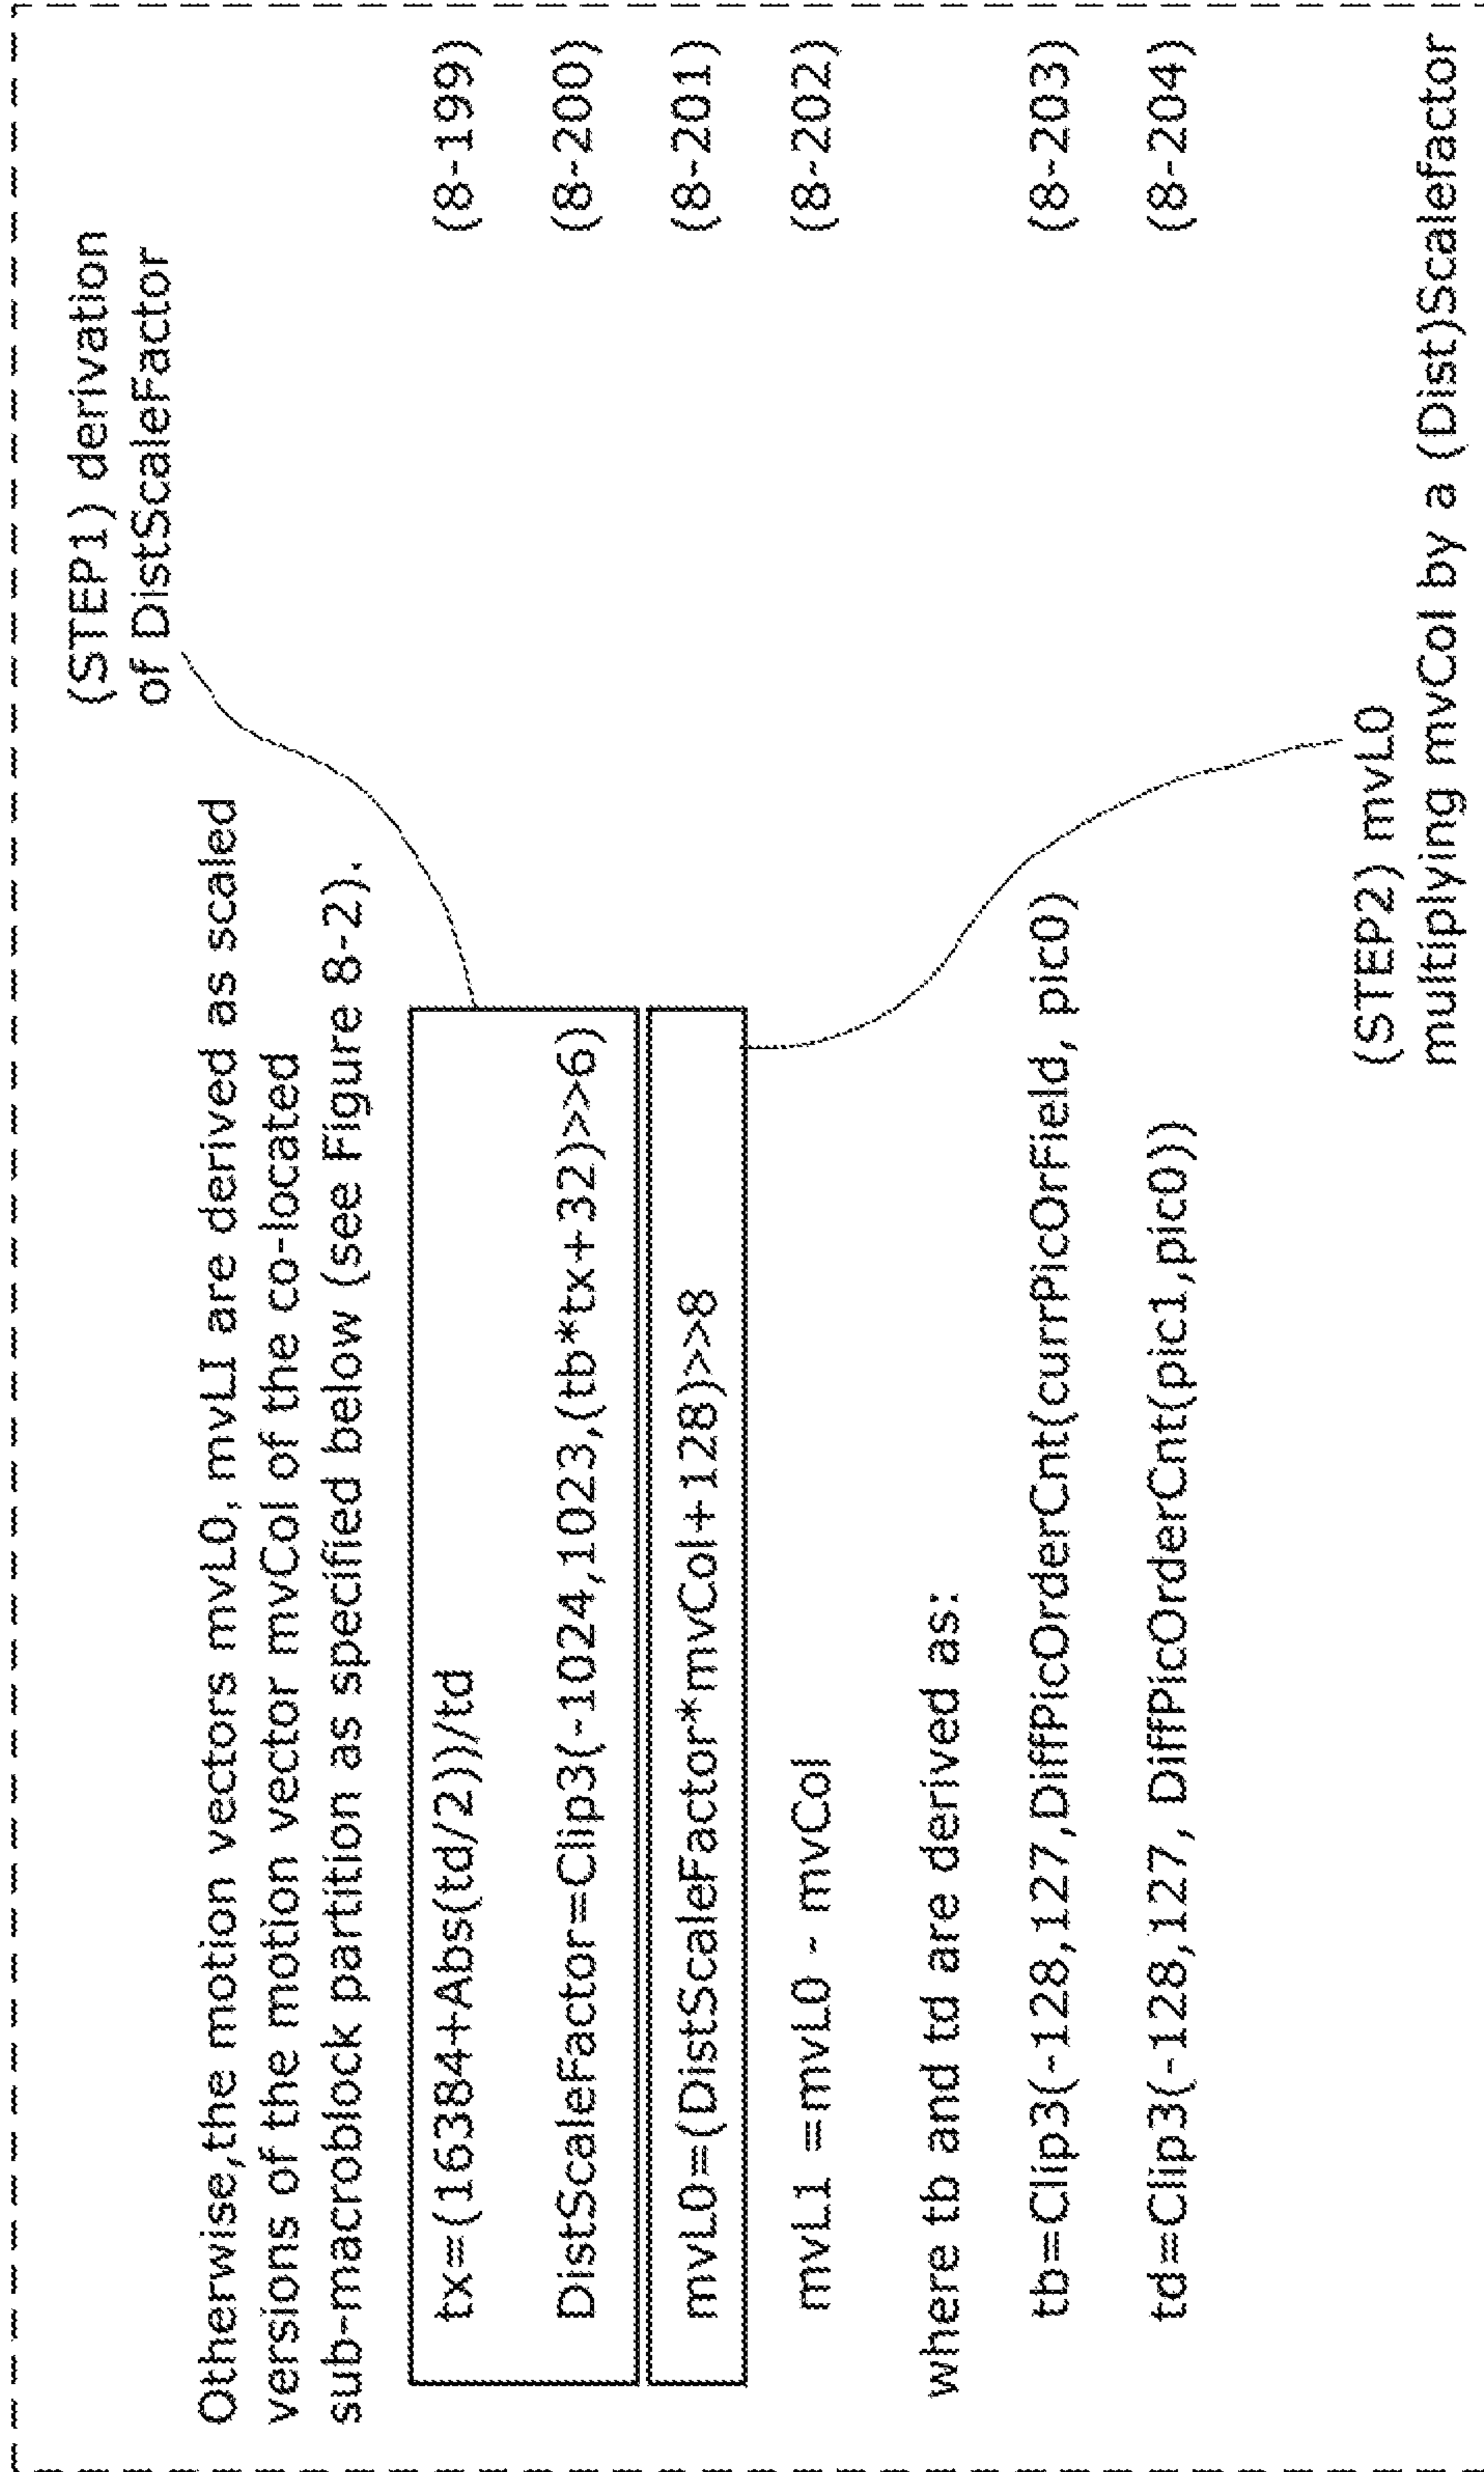 (STEP1) derivation
of DistScaleFactor
Otherwise,the motion vectors mvL0, mvLI are derived as scaled
versions of the motion vector mvCol of the co-located
sub-macroblock partition as specified below (see Figure 8-2).
tx=(16384+Abs(td/2))/td (8-199)
DistScaleFactor=Clip3(-1024,1023,(tb*tx+32)>>6) (8-200)
mvL0=(DistScaleFactor*mvCol+128)>>8 (8-201)
mvL1 =mvL0 - mvCol (8-202)
where tb and td are derived as:
tb=Clip3(-128,127,DiffPicOrderCnt(currPicOrField, pic0) (8-203)
td=Clip3(-128,127, DiffPicOrderCnt(pic1,pic0)) (8-204)
(STEP2) mvL0
multiplying mvCol by a (Dist)Scalefactor